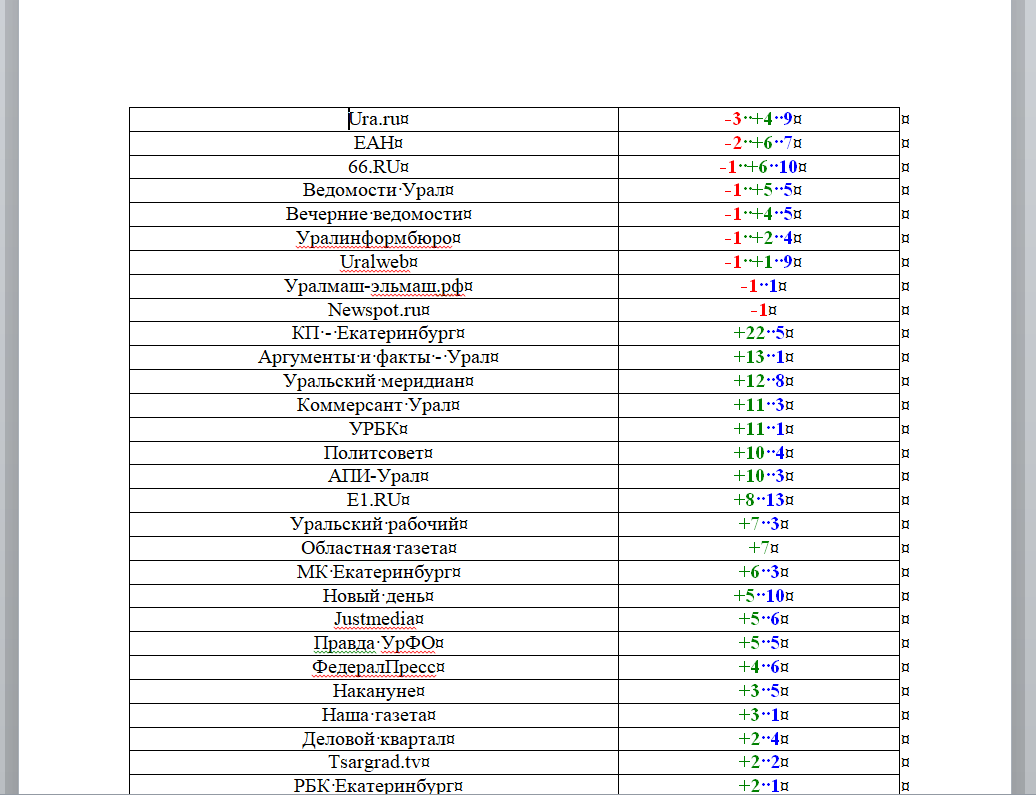 Ura.ru¤ -3··+4··9¤ ¤
ЕАН¤ -2··+6··7¤ ¤
66.RU¤ -1··+6··10¤ ¤
Ведомости·Урал¤ -1··+5··5¤ ¤
Вечерние·ведомости¤ -1··+4··5¤ ¤
Уралинформбюро¤ -1··+2··4¤ ¤
Uralweb¤ -1··+1··9¤ ¤
Уралмаш-эльмаш.рф¤ -1··1¤ ¤
Newspot.ru¤ -1¤ ¤
КП·-·Екатеринбург¤ +22··5¤ ¤
Аргументы·и·факты·-·Урал¤ +13··1¤ ¤
Уральский·меридиан¤ +12··8¤ ¤
Коммерсант·Урал¤ +11··3¤ ¤
УРБК¤ +11··1¤ ¤
Политсовет¤ +10··4¤ ¤
АПИ-Урал¤ +10··3¤ ¤
E1.RU¤ +8··13¤ ¤
Уральский·рабочий¤ +7··3¤ ¤
Областная·газета¤ +7¤ ¤
МК·Екатеринбург¤ +6··3¤ ¤
Новый·день¤ +5··10¤ ¤
Justmedia¤ +5··6¤ ¤
Правда·УрФО¤ +5··5¤ ¤
ФедералПресс¤ +4··6¤ ¤
Накануне¤ +3··5¤ ¤
Наша·газета¤ +3··1¤ ¤
Деловой·квартал¤ +2··4¤ ¤
Tsargrad.tv¤ +2··2¤ ¤
РБК·Екатеринбург¤ +2··1¤ ¤